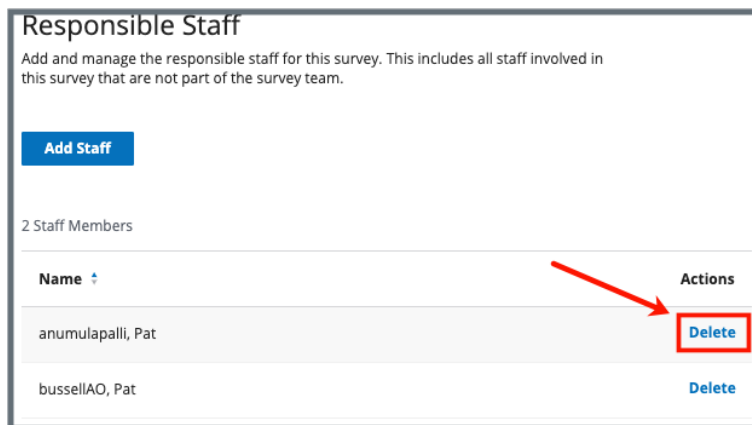 Responsible Staff
Add and manage the responsible staff for this survey. This includes all staff involved in
this survey that are not part of the survey team.
Add Staff
2 Staff Members
Name Actions
anumulapalli, Pat Delete
bussellAO, Pat Delete